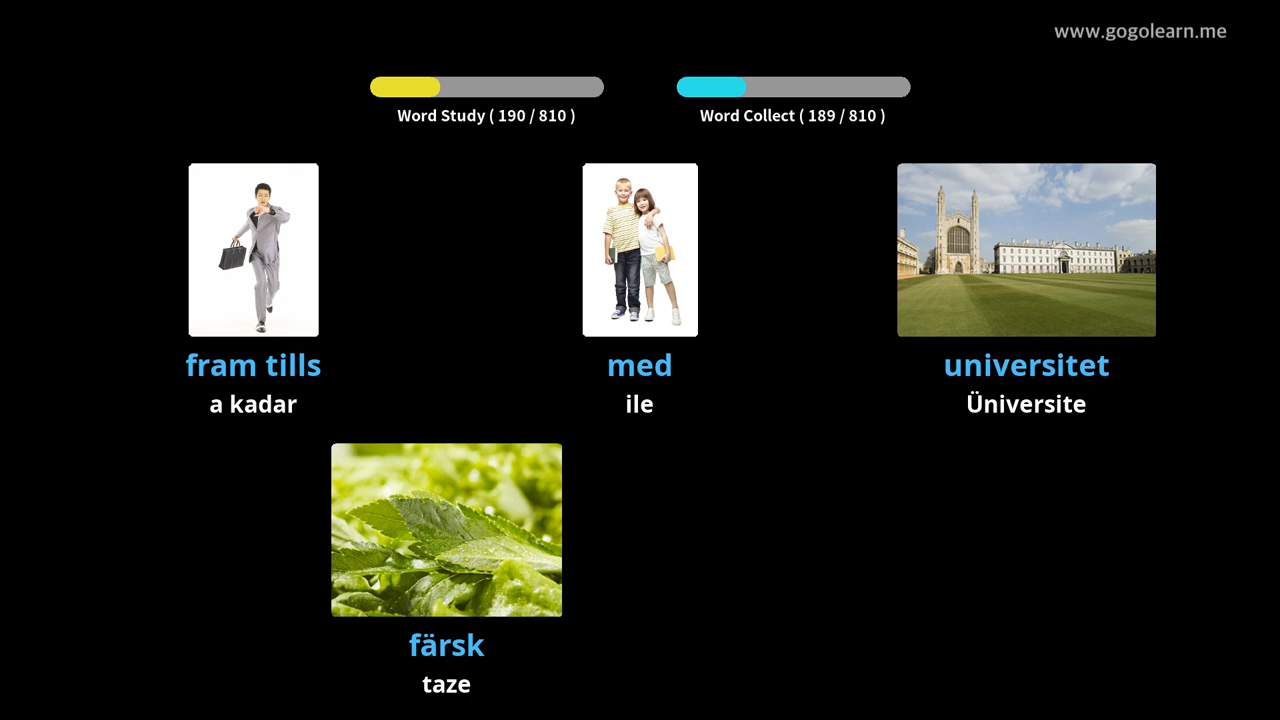 www.gogolearn.me
Word Study ( 190 / 810 )
Word Collect ( 189 / 810 )
fram tills
a kadar
med
ile
universitet
Üniversite
färsk
taze